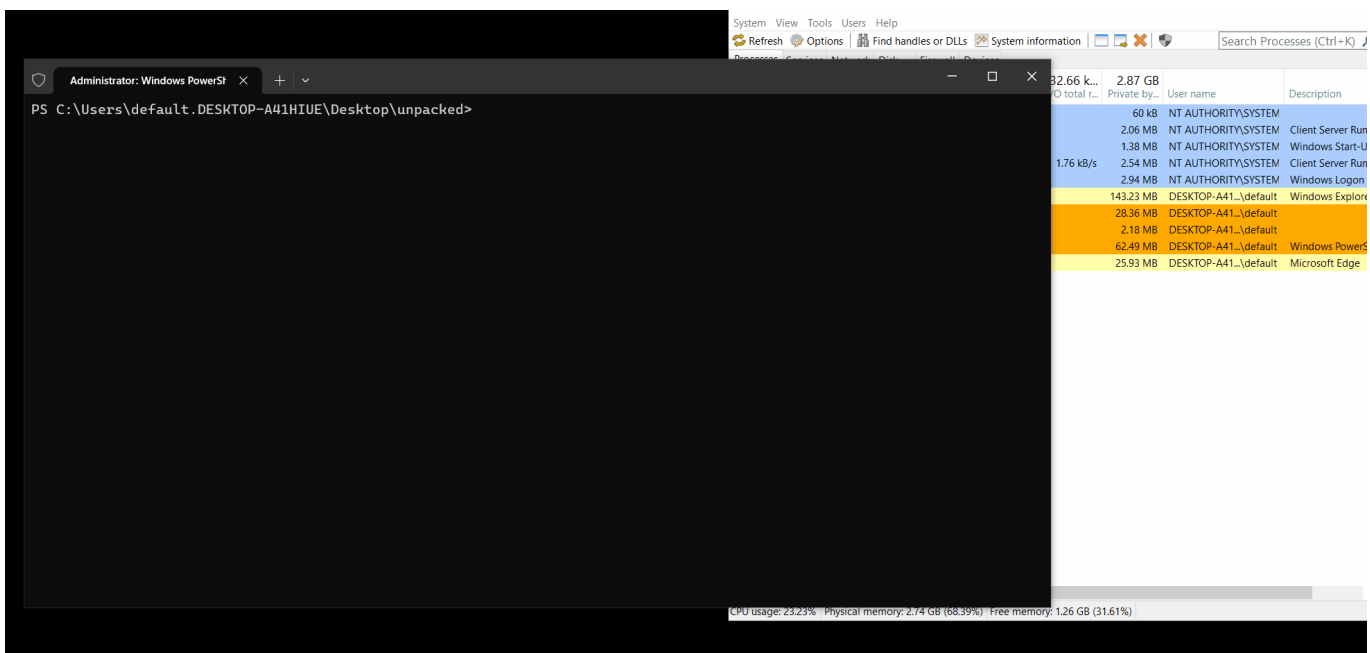 System View Tools Users Help
Refresh Options Find handles or DLLs System information Search Processes (Ctrl+K)
Administrator: Windows PowerSh
PS C:\Users\default.DESKTOP-A41HIUE\Desktop\unpacked>
32.66 k... 2.87 GB
/O total r... Private by... User name Description
60 kB NT AUTHORITY\SYSTEM
2.06 MB NT AUTHORITY\SYSTEM Client Server Run
1.38 MB NT AUTHORITY\SYSTEM Windows Start-U
1.76 kB/s 2.54 MB NT AUTHORITY\SYSTEM Client Server Run
2.94 MB NT AUTHORITY\SYSTEM Windows Logon
143.23 MB DESKTOP-A41...\default Windows Explore
28.36 MB DESKTOP-A41...\default
2.18 MB DESKTOP-A41...\default
62.49 MB DESKTOP-A41...\default Windows PowerS
25.93 MB DESKTOP-A41...\default Microsoft Edge
CPU usage: 23.23% Physical memory: 2.74 GB (68.39%) Free memory: 1.26 GB (31.61%)